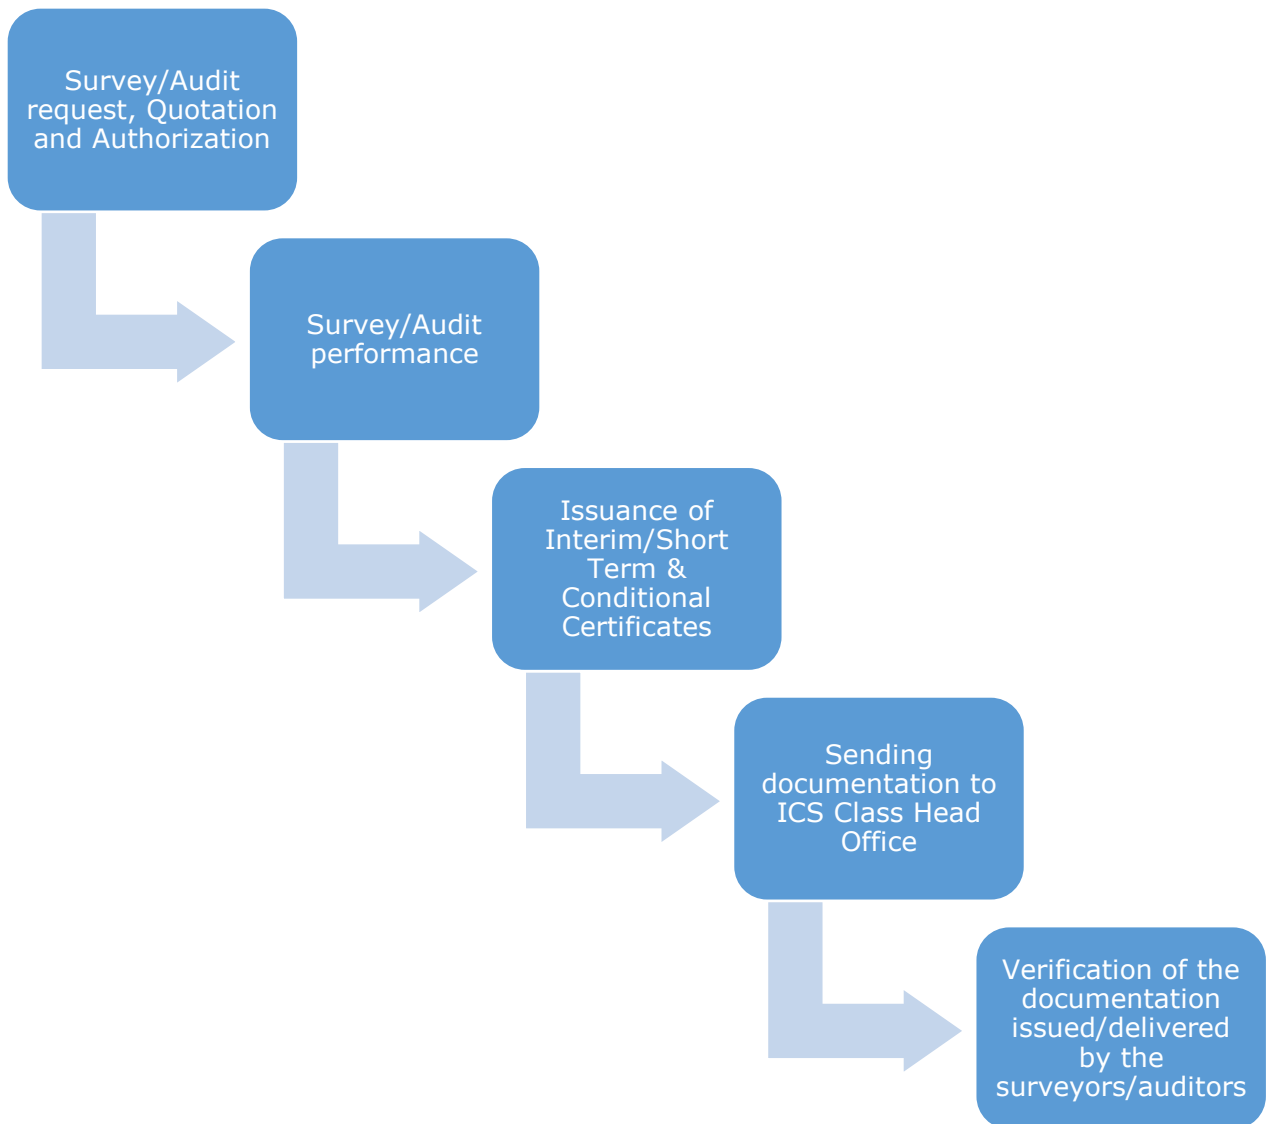 Survey/Audit
request, Quotation
and Authorization
Survey/Audit
performance
Issuance of
Interim/Short
Term &
Conditional
Certificates
Sending
documentation to
ICS Class Head
Office
Verification of the
documentation
issued/delivered
by the
surveyors/auditors